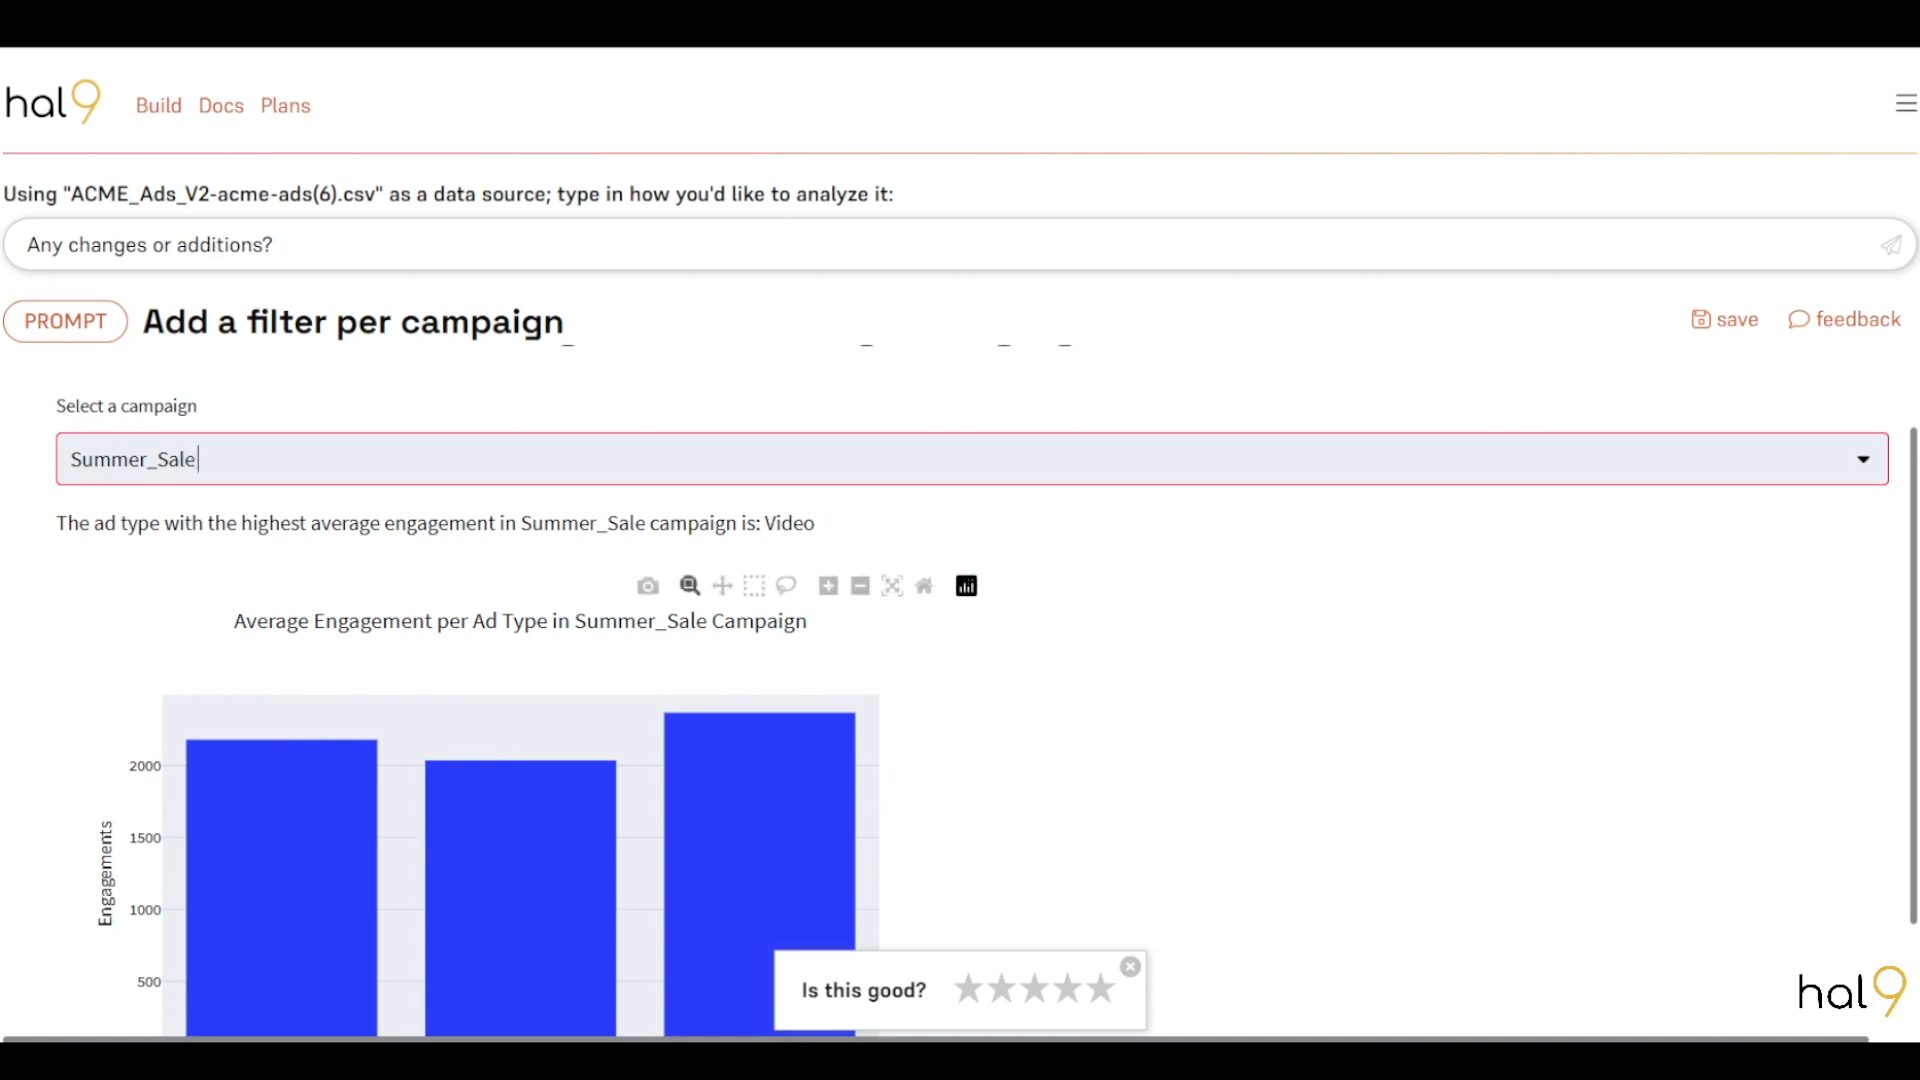 hal9 Build Docs Plans
Using "ACME_Ads_V2-acme-ads(6).csv" as a data source; type in how you'd like to analyze it:
Any changes or additions?
PROMPT Add a filter per campaign save feedback
Select a campaign
Summer_Sale
The ad type with the highest average engagement in Summer_Sale campaign is: Video
Average Engagement per Ad Type in Summer_Sale Campaign
2000
1500
Engagements
1000
500
Is this good?
hal9